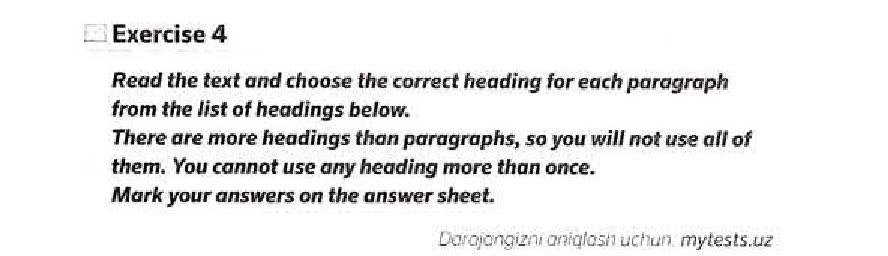 Exercise 4
Read the text and choose the correct heading for each paragraph
from the list of headings below.
There are more headings than paragraphs, so you will not use all of
them. You cannot use any heading more than once.
Mark your answers on the answer sheet.
Darajangizni aniqlash uchun: mytests.uz